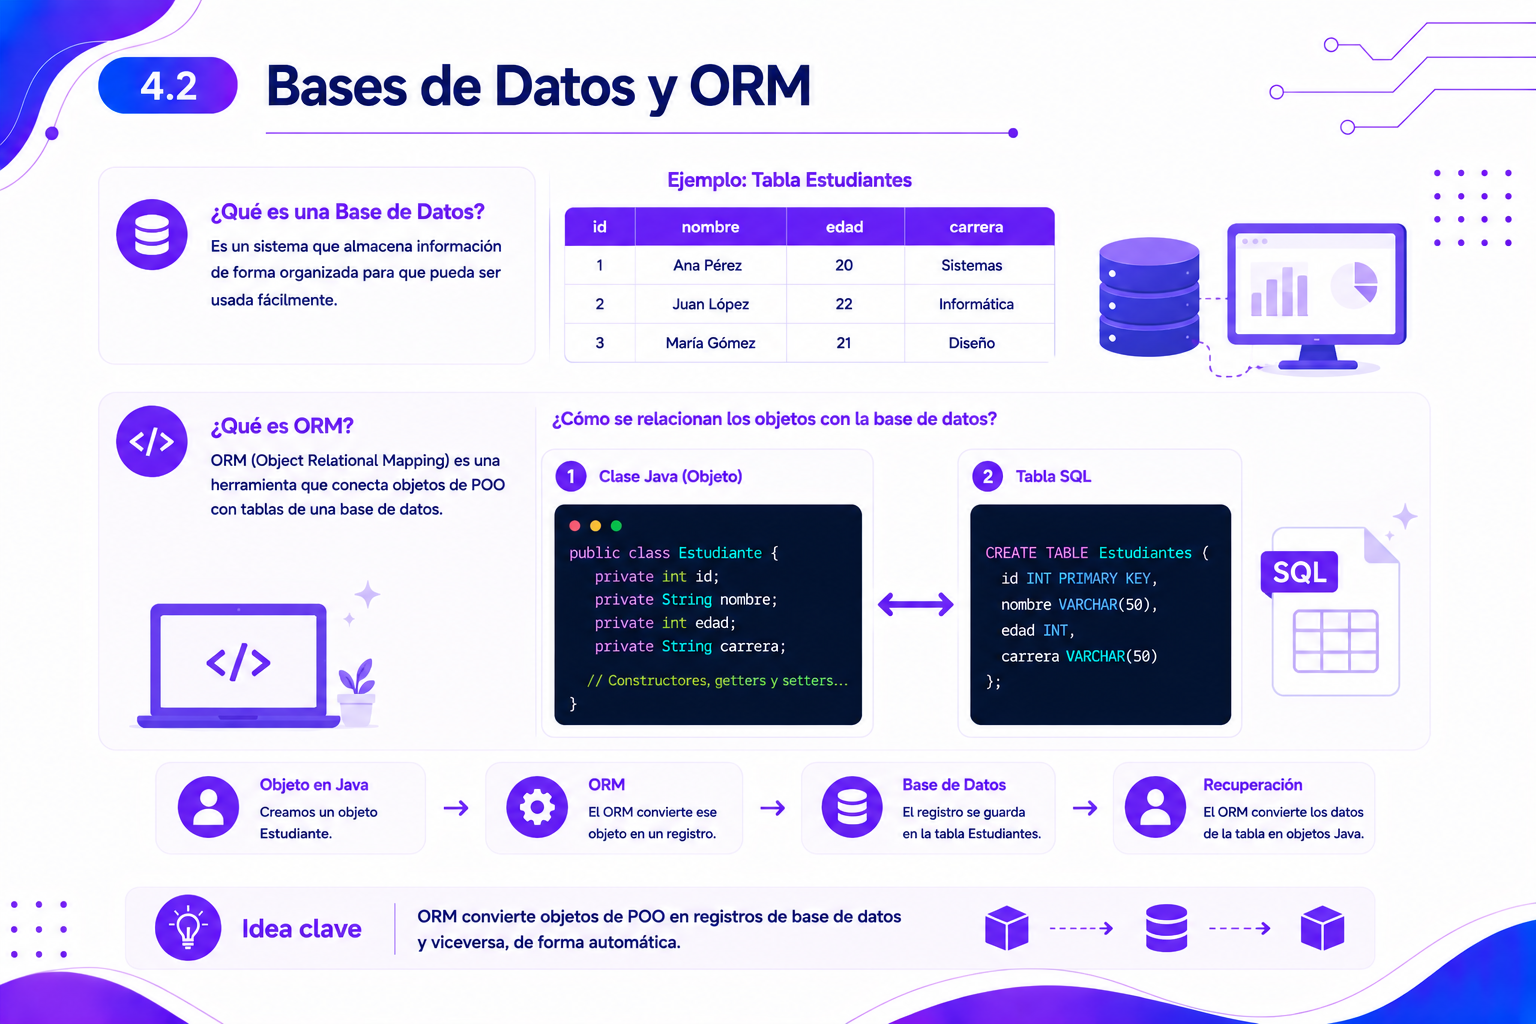 4.2
Bases de Datos y ORM
¿Qué es una Base de Datos?
Es un sistema que almacena información
de forma organizada para que pueda ser
usada fácilmente.
Ejemplo: Tabla Estudiantes
id nombre edad carrera
1 Ana Pérez 20 Sistemas
2 Juan López 22 Informática
3 María Gómez 21 Diseño
</>
¿Qué es ORM?
ORM (Object Relational Mapping) es una
herramienta que conecta objetos de POO
con tablas de una base de datos.
</>
¿Cómo se relacionan los objetos con la base de datos?
1 Clase Java (Objeto)
public class Estudiante {
private int id;
private String nombre;
private int edad;
private String carrera;
// Constructores, getters y setters...
}
2 Tabla SQL
CREATE TABLE Estudiantes (
id INT PRIMARY KEY,
nombre VARCHAR(50),
edad INT,
carrera VARCHAR(50)
);
SQL
Objeto en Java
Creamos un objeto
Estudiante.
ORM
El ORM convierte ese
objeto en un registro.
Base de Datos
El registro se guarda
en la tabla Estudiantes.
Recuperación
El ORM convierte los datos
de la tabla en objetos Java.
Idea clave
ORM convierte objetos de POO en registros de base de datos
y viceversa, de forma automática.